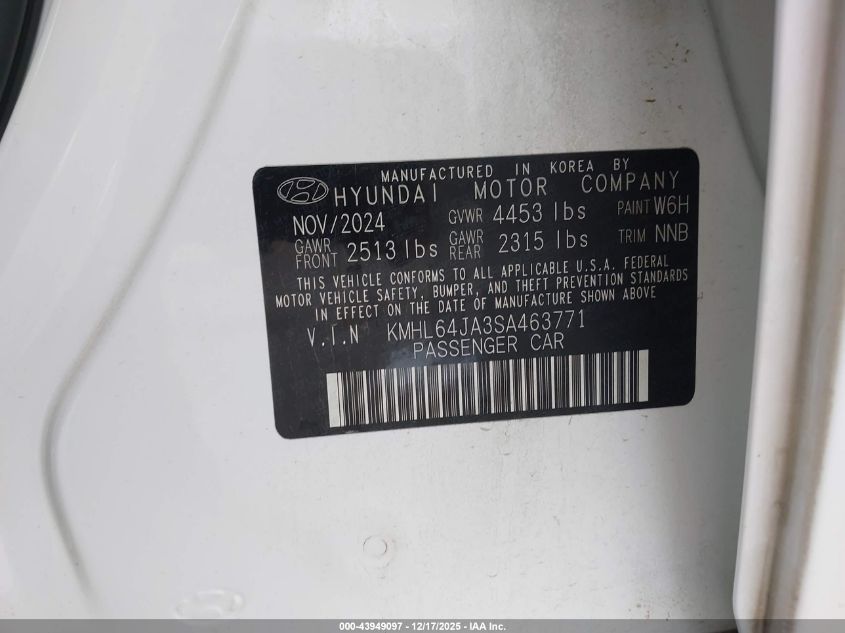 MANUFACTURED IN KOREA BY
HYUNDAI MOTOR COMPANY
NOV/2024 GVWR 4453 lbs PAINT W6H
GAWR FRONT 2513 lbs GAWR REAR 2315 lbs TRIM NNB
THIS VEHICLE CONFORMS TO ALL APPLICABLE U.S.A. FEDERAL
MOTOR VEHICLE SAFETY, BUMPER, AND THEFT PREVENTION STANDARDS
IN EFFECT ON THE DATE OF MANUFACTURE SHOWN ABOVE
V.I.N KMHL64JA3SA463771
PASSENGER CAR
000-43949097 - 12/17/2025 - IAA Inc.